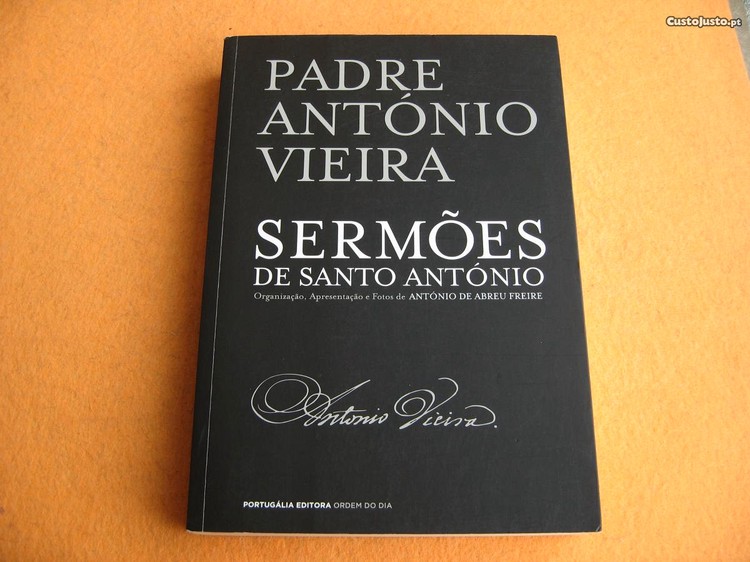 CustoJusto.pt
PADRE
ANTÓNIO
VIEIRA
SERMÕES
DE SANTO ANTÓNIO
Organização, Apresentação e Fotos de ANTÓNIO DE ABREU FREIRE
Antonio Vieira.
PORTUGÁLIA EDITORA ORDEM DO DIA